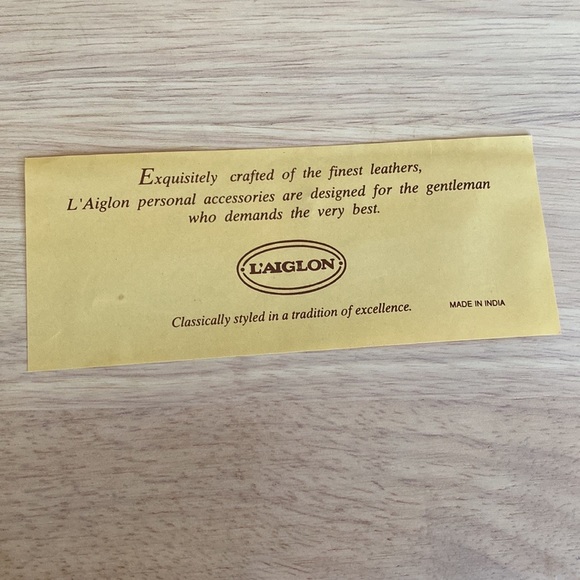 Exquisitely crafted of the finest leathers,
L'Aiglon personal accessories are designed for the gentleman
who demands the very best.
L'AIGLON
Classically styled in a tradition of excellence.
MADE IN INDIA